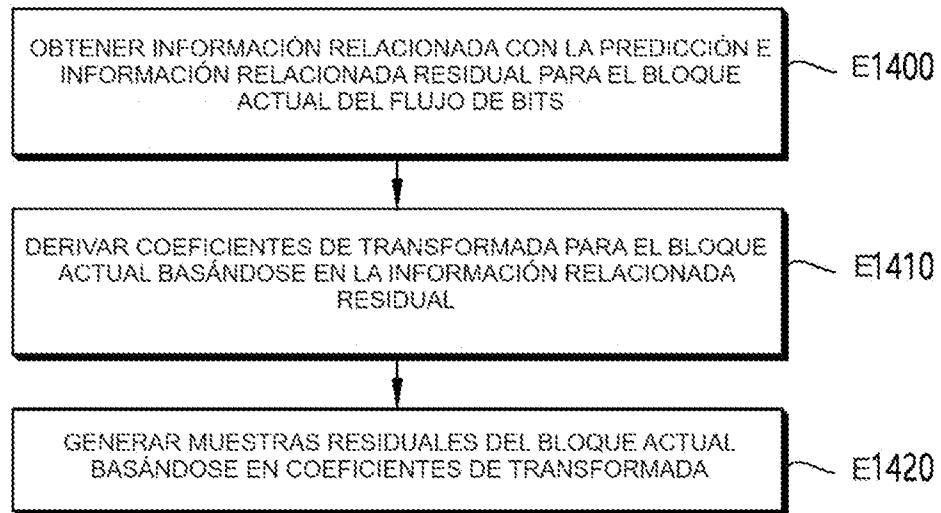 OBTENER INFORMACIÓN RELACIONADA CON LA PREDICCIÓN E
INFORMACIÓN RELACIONADA RESIDUAL PARA EL BLOQUE
ACTUAL DEL FLUJO DE BITS
E1400
DERIVAR COEFICIENTES DE TRANSFORMADA PARA EL BLOQUE
ACTUAL BASÁNDOSE EN LA INFORMACIÓN RELACIONADA
RESIDUAL
E1410
GENERAR MUESTRAS RESIDUALES DEL BLOQUE ACTUAL
BASÁNDOSE EN COEFICIENTES DE TRANSFORMADA
E1420